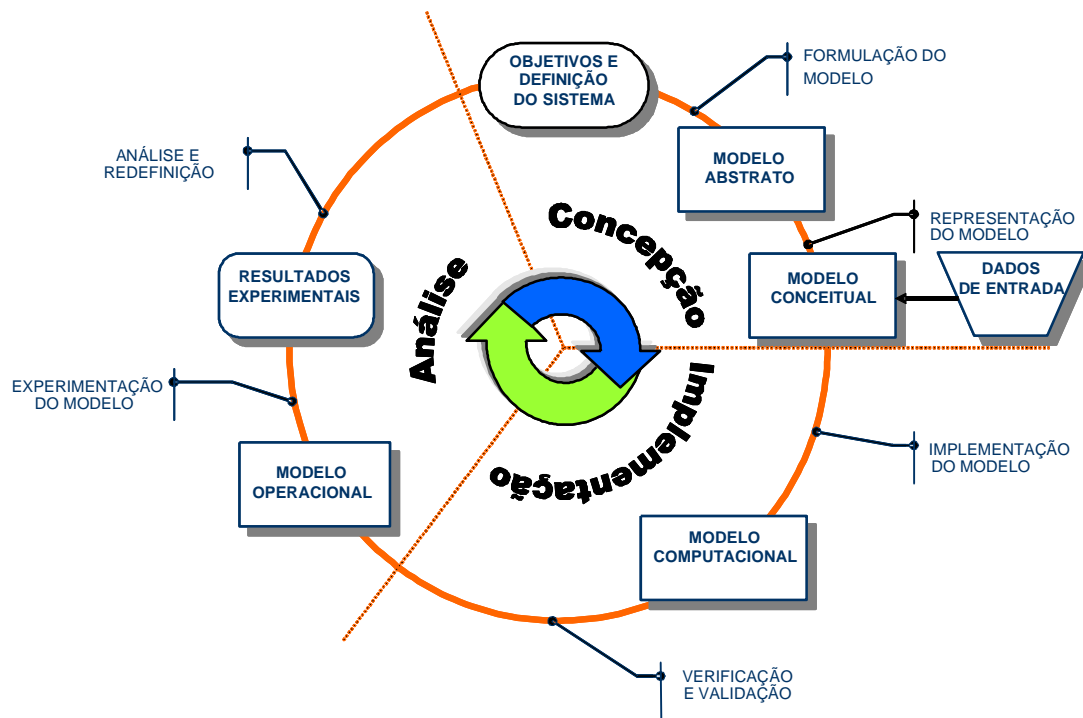 OBJETIVOS E
DEFINIÇÃO
DO SISTEMA
FORMULAÇÃO DO
MODELO
MODELO
ABSTRATO
REPRESENTAÇÃO
DO MODELO
MODELO
CONCEITUAL
DADOS
DE ENTRADA
Concepção
IMPLEMENTAÇÃO
DO MODELO
Implementação
MODELO
COMPUTACIONAL
VERIFICAÇÃO
E VALIDAÇÃO
MODELO
OPERACIONAL
EXPERIMENTAÇÃO
DO MODELO
Análise
RESULTADOS
EXPERIMENTAIS
ANÁLISE E
REDEFINIÇÃO